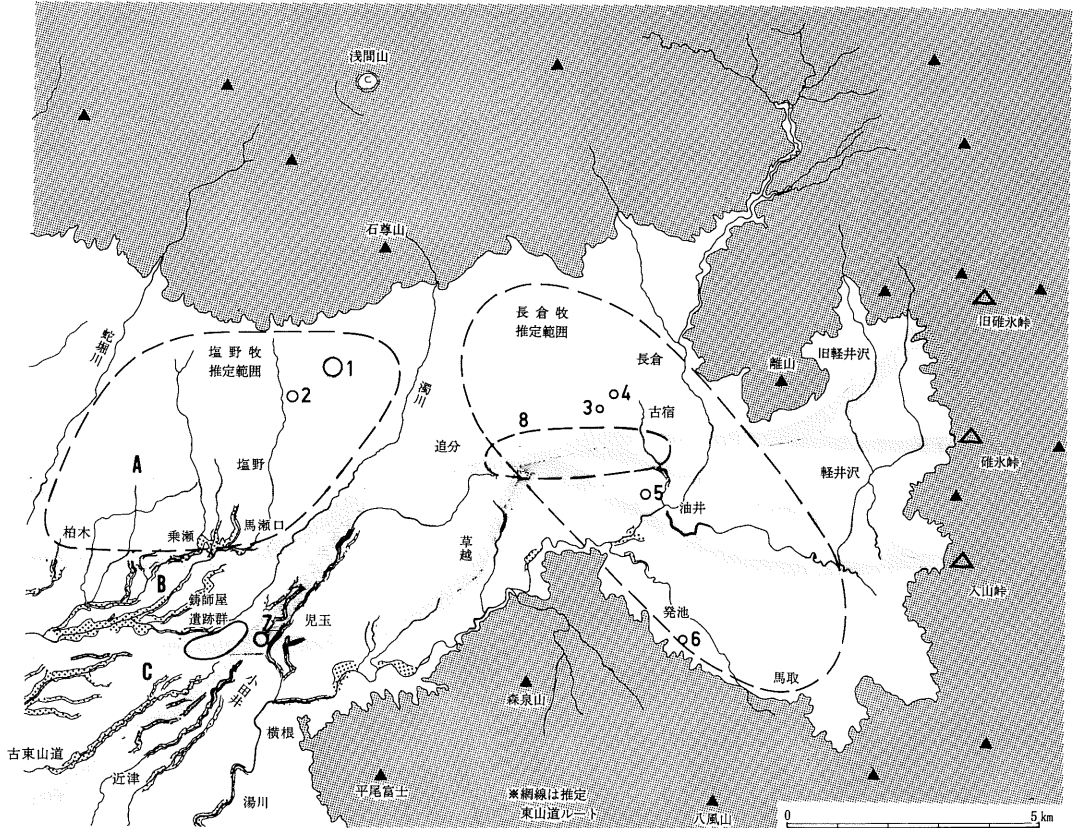 浅間山
石尊山
旧碓氷峠
蛇堀川
塩野牧
推定範囲
1
2
濁川
長倉牧
推定範囲
長倉
旧軽井沢
離山
3
4
古宿
8
追分
A
塩野
軽井沢
碓氷峠
5
油井
柏木
乗瀬
馬瀬口
草越
入山峠
B
鋳師屋
遺跡群
7
児玉
発池
6
馬取
C
小田井
森泉山
横根
古東山道
近津
平尾富士
湯川
※網線は推定
東山道ルート
八風山
0
5km